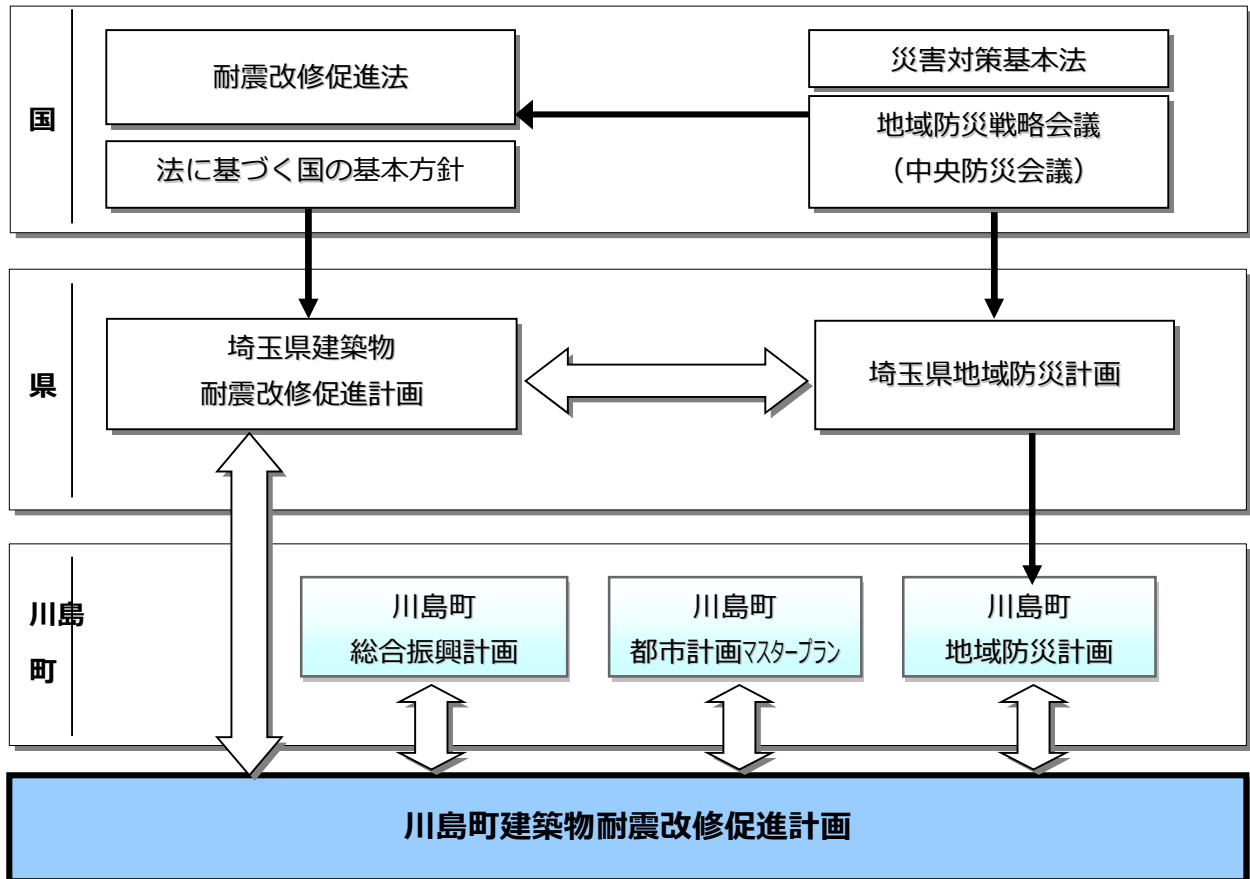 国
耐震改修促進法
法に基づく国の基本方針
災害対策基本法
地域防災戦略会議
（中央防災会議）
県
埼玉県建築物
耐震改修促進計画
埼玉県地域防災計画
川島
町
川島町
総合振興計画
川島町
都市計画ﾏｽﾀｰﾌﾟﾗﾝ
川島町
地域防災計画
川島町建築物耐震改修促進計画